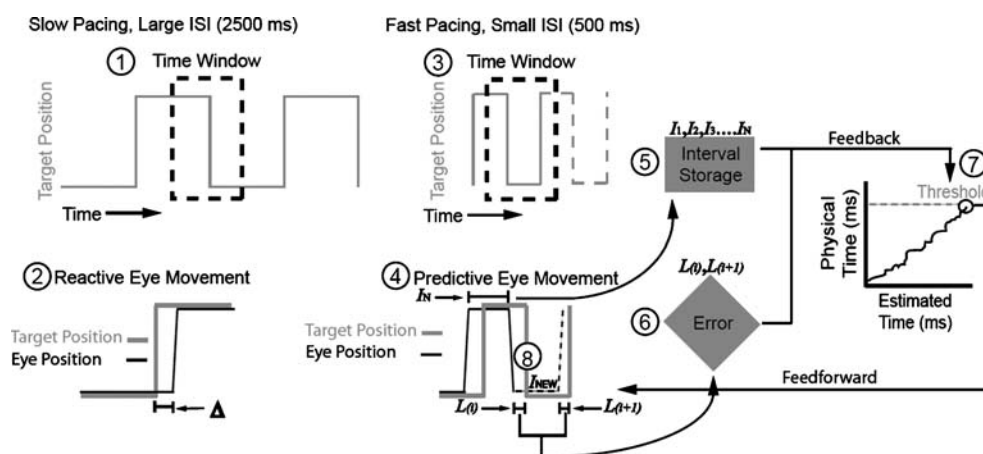 Slow Pacing, Large ISI (2500 ms)
1
Time Window
Target Position
Time
Fast Pacing, Small ISI (500 ms)
3
Time Window
Target Position
Time
2 Reactive Eye Movement
Target Position
Eye Position
Δ
4 Predictive Eye Movement
I_N
Target Position
Eye Position
8
I_NEW
L(i)
L(i+1)
I1,I2,I3....IN
5
Interval
Storage
L(i),L(i+1)
6
Error
Feedback
7
Threshold
Physical
Time (ms)
Estimated
Time (ms)
Feedforward